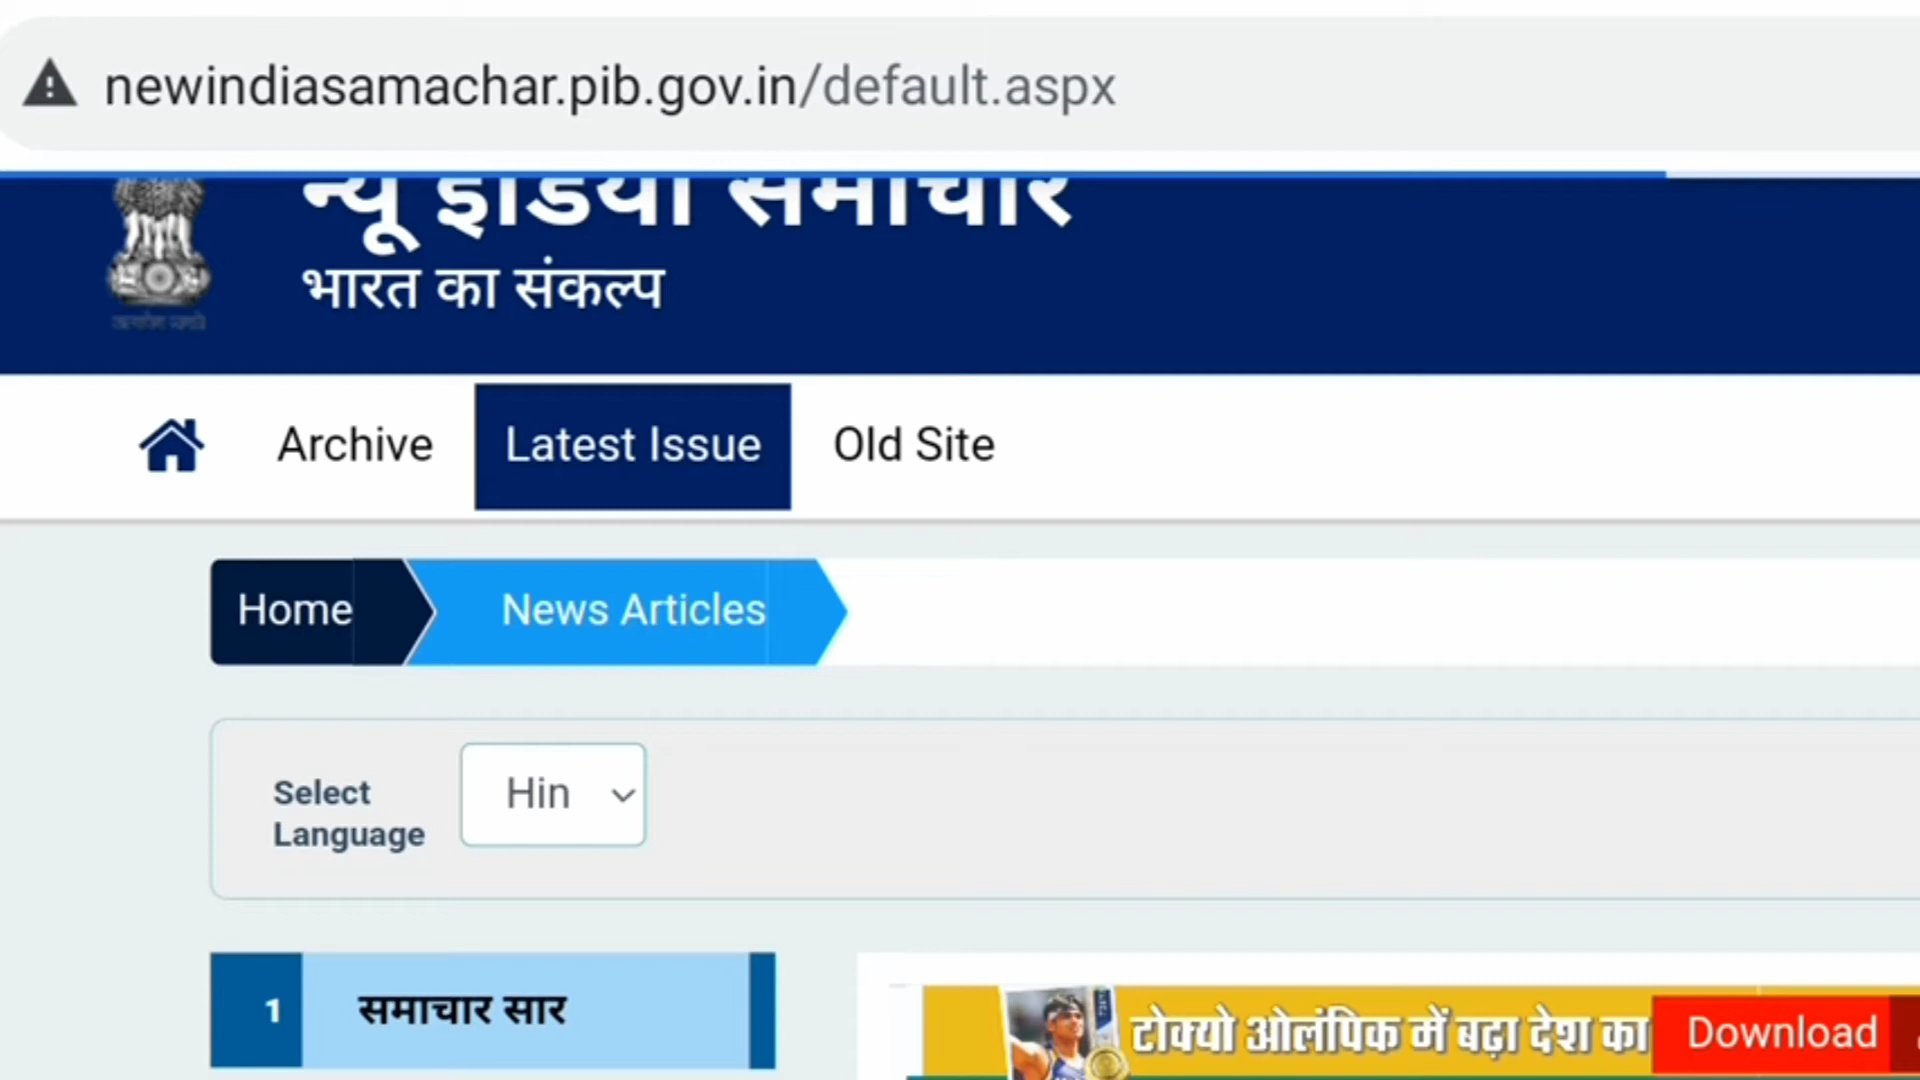 newindiasamachar.pib.gov.in/default.aspx
न्यू इंडिया समाचार
भारत का संकल्प
Archive Latest Issue Old Site
Home News Articles
Select Language
Hin
1 समाचार सार
टोक्यो ओलंपिक में बढ़ा देश का
Download